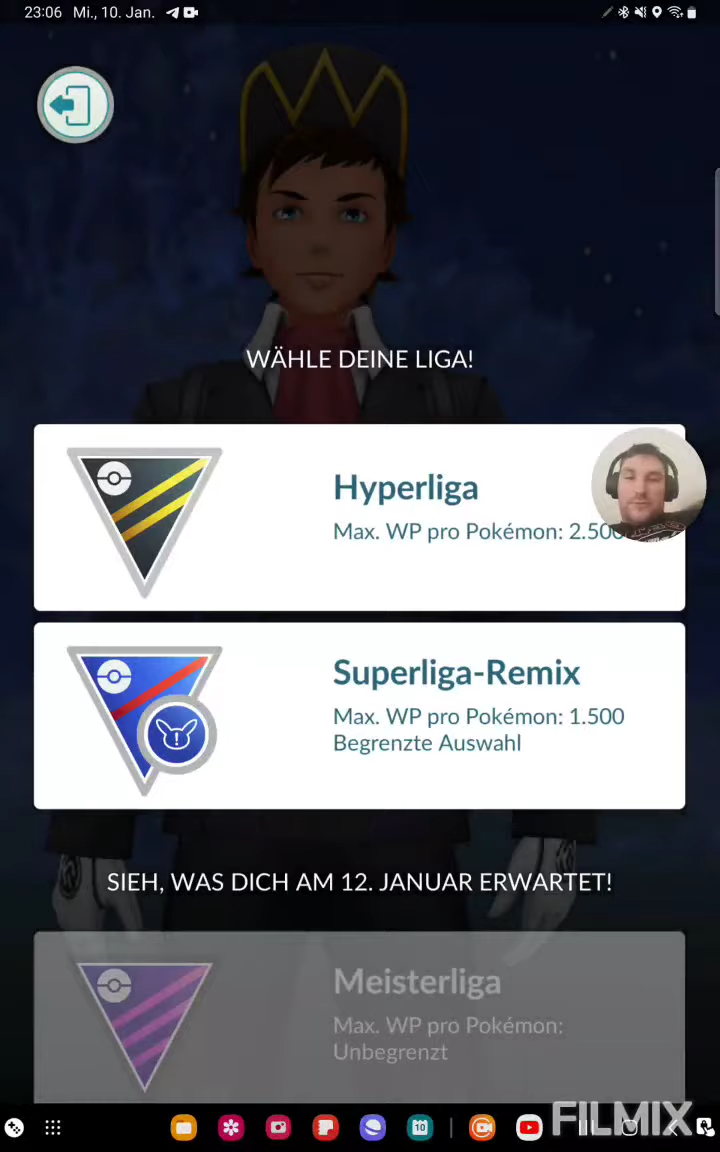 23:06 Mi., 10. Jan.
WÄHLE DEINE LIGA!
Hyperliga
Max. WP pro Pokémon: 2.500
Superliga-Remix
Max. WP pro Pokémon: 1.500
Begrenzte Auswahl
SIEH, WAS DICH AM 12. JANUAR ERWARTET!
Meisterliga
Max. WP pro Pokémon:
Unbegrenzt
10
FILMIX